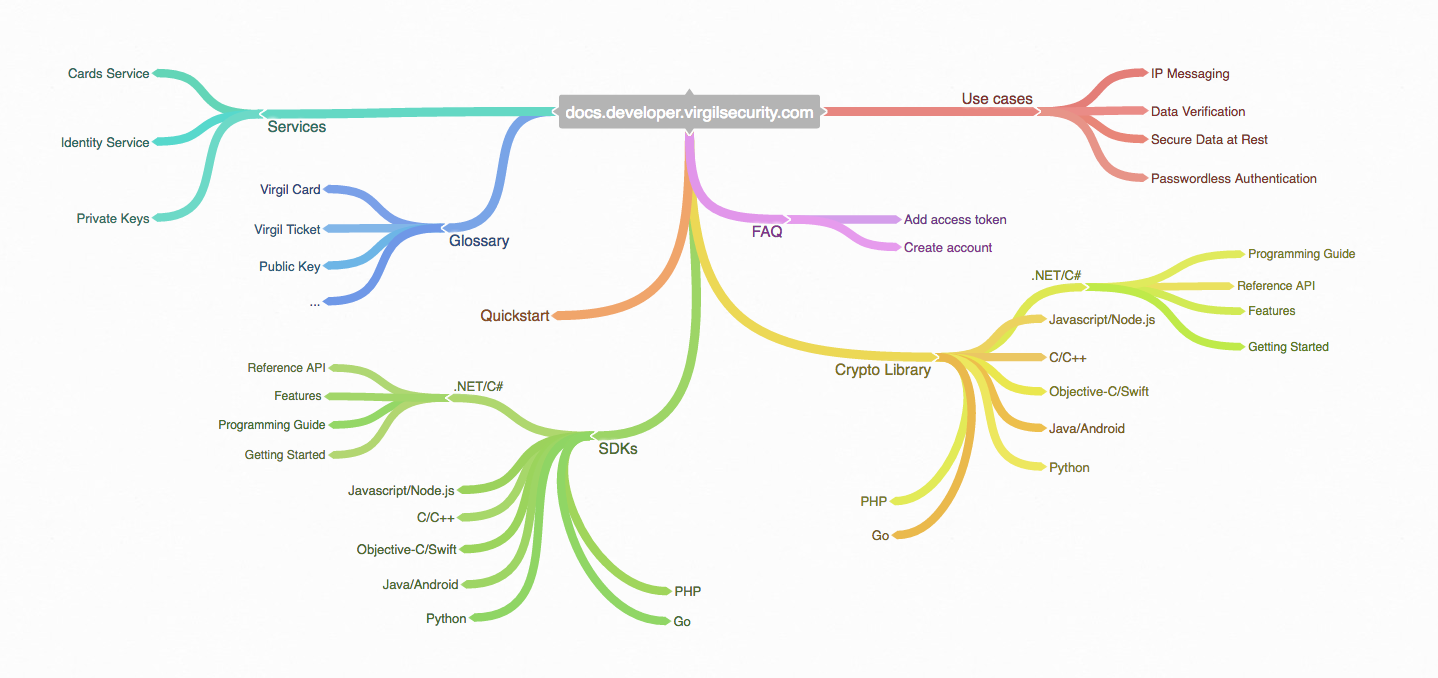 docs.developer.virgilsecurity.com
Services
Cards Service
Identity Service
Private Keys
Glossary
Virgil Card
Virgil Ticket
Public Key
...
Quickstart
SDKs
.NET/C#
Reference API
Features
Programming Guide
Getting Started
Javascript/Node.js
C/C++
Objective-C/Swift
Java/Android
Python
PHP
Go
Use cases
IP Messaging
Data Verification
Secure Data at Rest
Passwordless Authentication
FAQ
Add access token
Create account
Crypto Library
.NET/C#
Programming Guide
Reference API
Features
Getting Started
Javascript/Node.js
C/C++
Objective-C/Swift
Java/Android
Python
PHP
Go